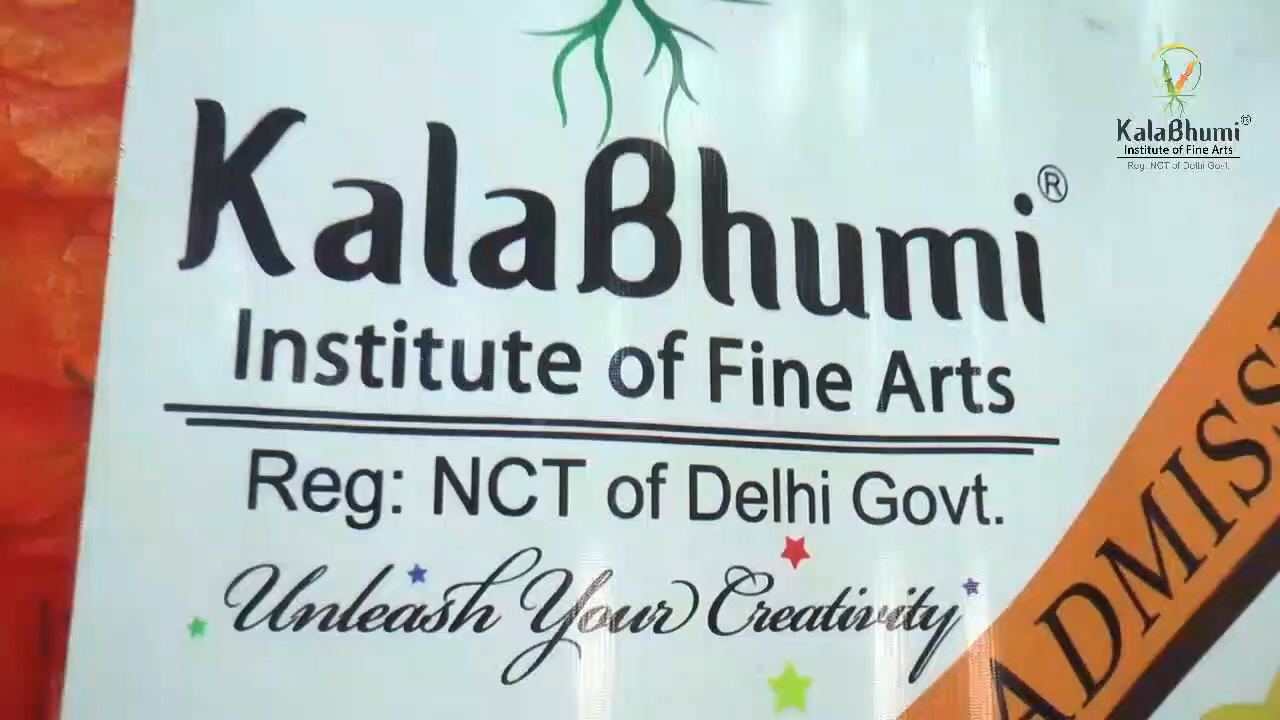 KalaBhumi®
Institute of Fine Arts
Reg: NCT of Delhi Govt.
Unleash Your Creativity
KalaBhumi®
Institute of Fine Arts
Reg. NCT of Delhi Govt.